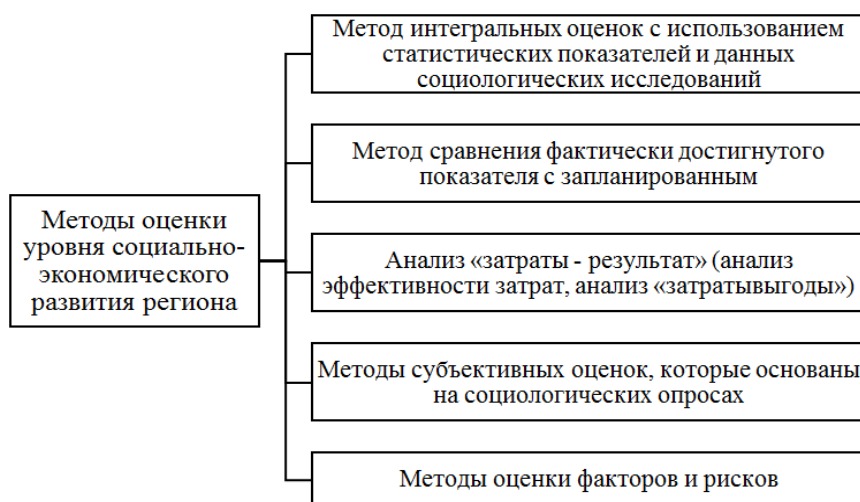 Методы оценки
уровня социально-
экономического
развития региона
Метод интегральных оценок с использованием
статистических показателей и данных
социологических исследований
Метод сравнения фактически достигнутого
показателя с запланированным
Анализ «затраты - результат» (анализ
эффективности затрат, анализ «затратывыгоды»)
Методы субъективных оценок, которые основаны
на социологических опросах
Методы оценки факторов и рисков